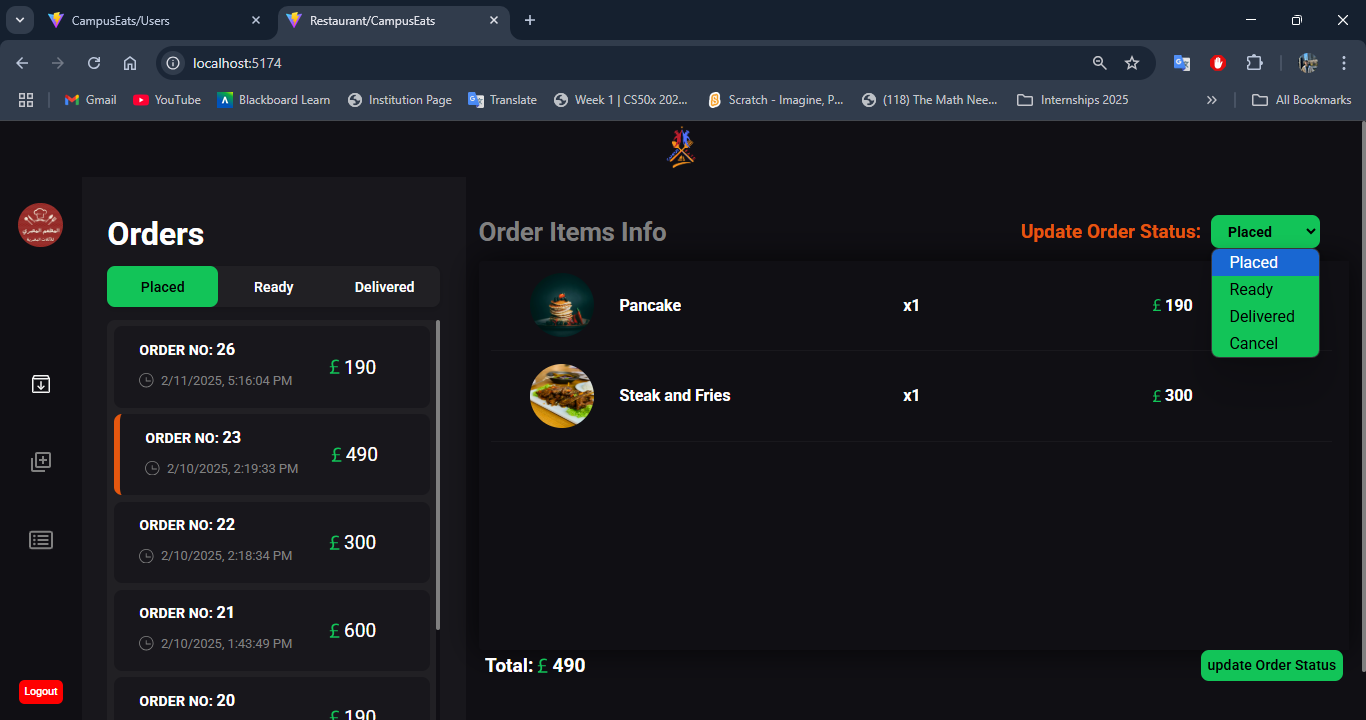 CampusEats/Users
Restaurant/CampusEats
localhost:5174
Gmail
YouTube
Blackboard Learn
Institution Page
Translate
Week 1 | CS50x 202...
Scratch - Imagine, P...
(118) The Math Nee...
Internships 2025
All Bookmarks
المطعم المصري
Orders
Placed
Ready
Delivered
ORDER NO: 26
2/11/2025, 5:16:04 PM
£ 190
ORDER NO: 23
2/10/2025, 2:19:33 PM
£ 490
ORDER NO: 22
2/10/2025, 2:18:34 PM
£ 300
ORDER NO: 21
2/10/2025, 1:43:49 PM
£ 600
ORDER NO: 20
£ 190
Logout
Order Items Info
Update Order Status:
Placed
Placed
Ready
Delivered
Cancel
Pancake
x1
£ 190
Steak and Fries
x1
£ 300
Total: £ 490
update Order Status